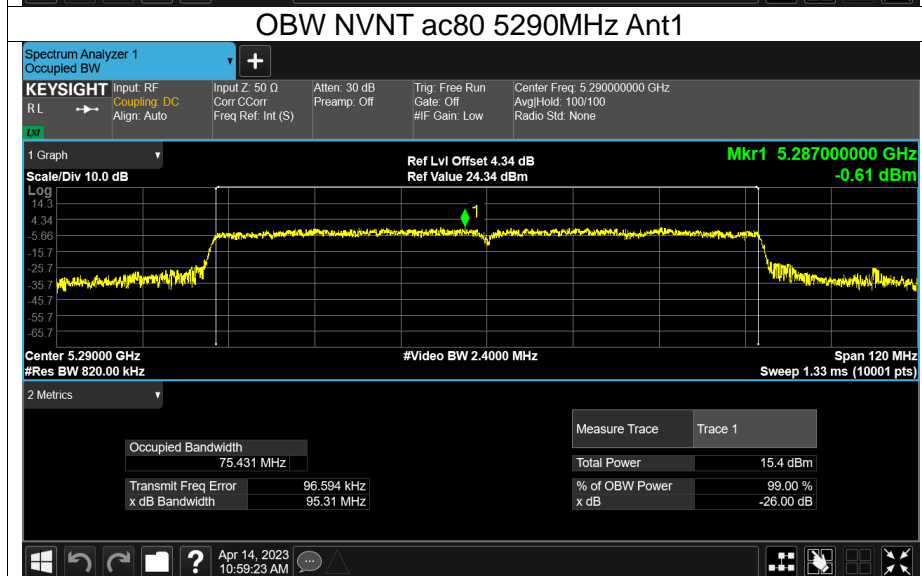 OBW NVNT ac80 5290MHz Ant1
Spectrum Analyzer 1
Occupied BW
+
KEYSIGHT Input: RF Input Z: 50 Ω Atten: 30 dB Trig: Free Run Center Freq: 5.290000000 GHz
R L Coupling: DC Corr CCorr Preamp: Off Gate: Off Avg|Hold: 100/100
Align: Auto Freq Ref: Int (S) #IF Gain: Low Radio Std: None
LXI
1 Graph Ref Lvl Offset 4.34 dB Mkr1 5.287000000 GHz
Scale/Div 10.0 dB Ref Value 24.34 dBm -0.61 dBm
Log
14.3
1
4.34
-5.66
-15.7
-25.7
-35.7
-45.7
-55.7
-65.7
Center 5.29000 GHz #Video BW 2.4000 MHz Span 120 MHz
#Res BW 820.00 kHz Sweep 1.33 ms (10001 pts)
2 Metrics
Measure Trace Trace 1
Occupied Bandwidth
75.431 MHz Total Power 15.4 dBm
Transmit Freq Error 96.594 kHz % of OBW Power 99.00 %
x dB Bandwidth 95.31 MHz x dB -26.00 dB
? Apr 14, 2023
10:59:23 AM